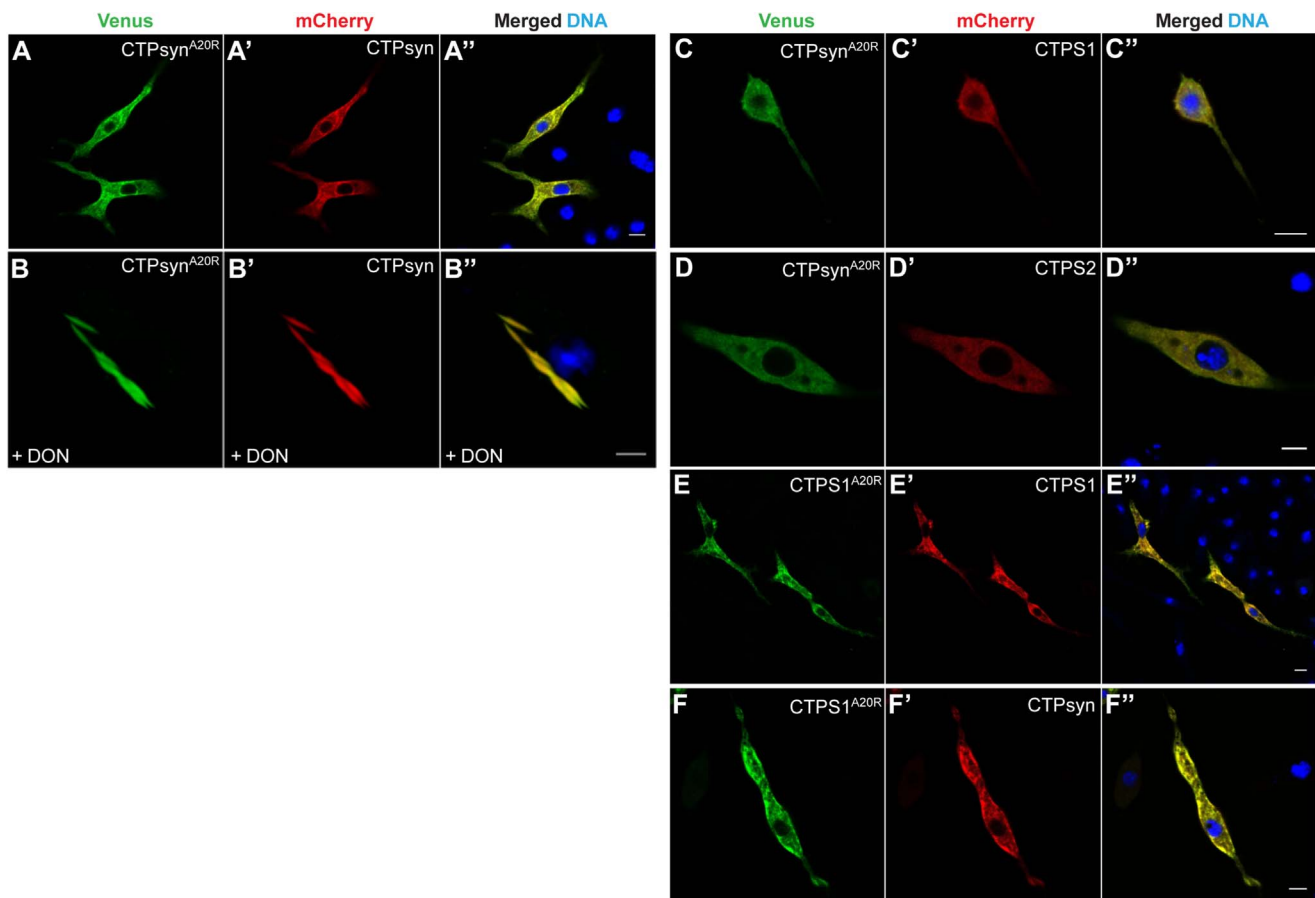 Venus mCherry Merged DNA Venus mCherry Merged DNA
A CTPsynᴬ²⁰ᴿ A' CTPsyn A" C CTPsynᴬ²⁰ᴿ C' CTPS1 C"
B CTPsynᴬ²⁰ᴿ B' CTPsyn B" D CTPsynᴬ²⁰ᴿ D' CTPS2 D"
+ DON + DON + DON
E CTPS1ᴬ²⁰ᴿ E' CTPS1 E"
F CTPS1ᴬ²⁰ᴿ F' CTPsyn F"